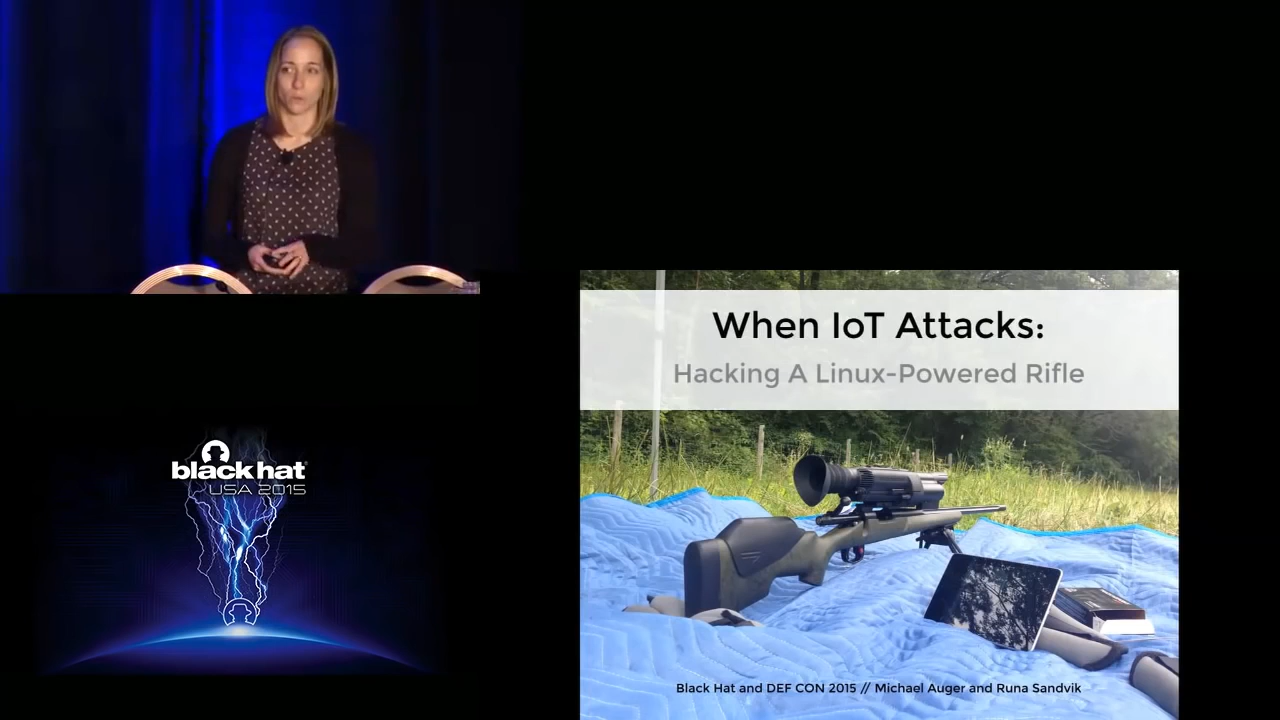 When IoT Attacks:
Hacking A Linux-Powered Rifle
black hat
USA 2015
Black Hat and DEF CON 2015 // Michael Auger and Runa Sandvik